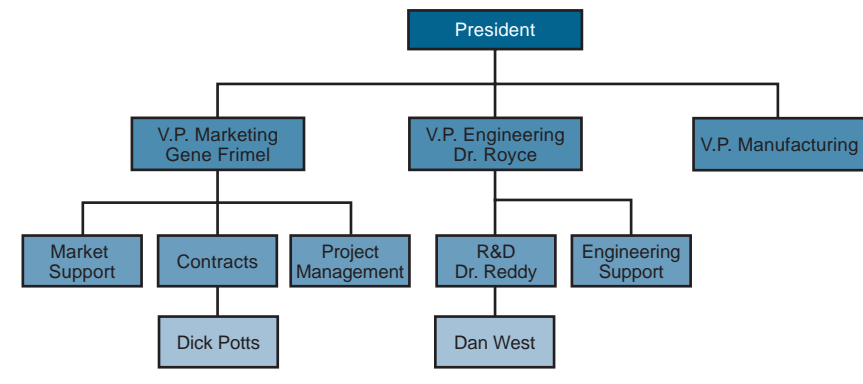 President
V.P. Marketing
Gene Frimel
V.P. Engineering
Dr. Royce
V.P. Manufacturing
Market
Support
Contracts
Project
Management
R&D
Dr. Reddy
Engineering
Support
Dick Potts
Dan West